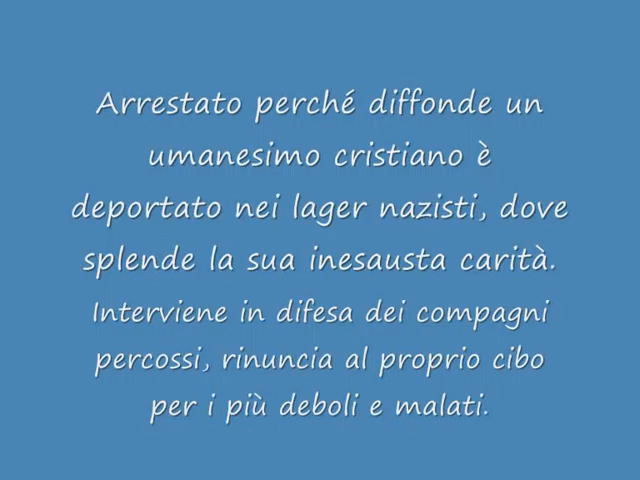 Arrestato perché diffonde un
umanesimo cristiano è
deportato nei lager nazisti, dove
splende la sua inesausta carità.
Interviene in difesa dei compagni
percossi, rinuncia al proprio cibo
per i più deboli e malati.